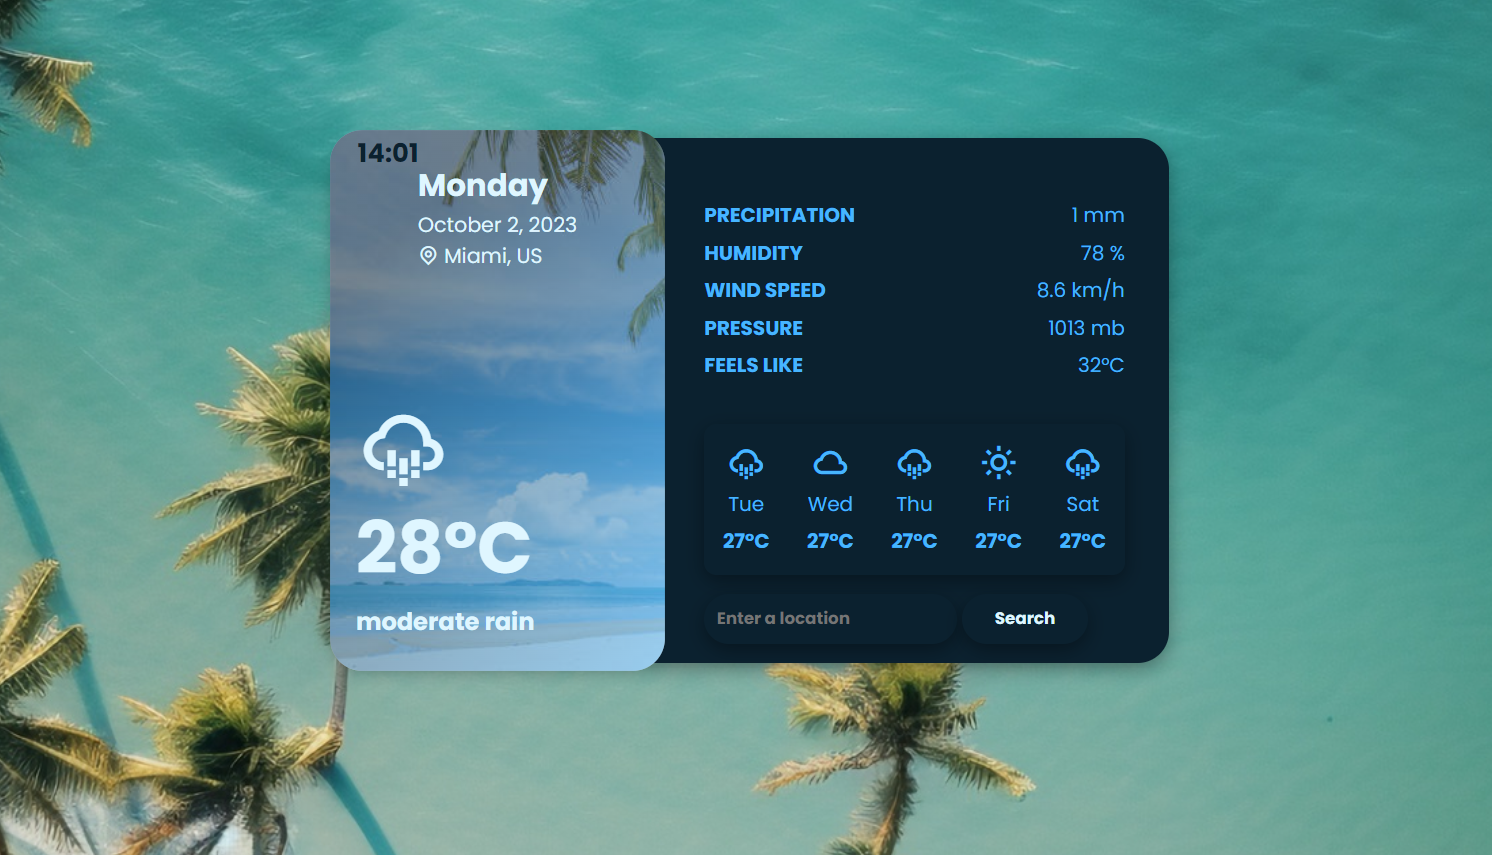 14:01
Monday
October 2, 2023
Miami, US
28°C
moderate rain
PRECIPITATION 1 mm
HUMIDITY 78 %
WIND SPEED 8.6 km/h
PRESSURE 1013 mb
FEELS LIKE 32°C
Tue Wed Thu Fri Sat
27°C 27°C 27°C 27°C 27°C
Enter a location Search